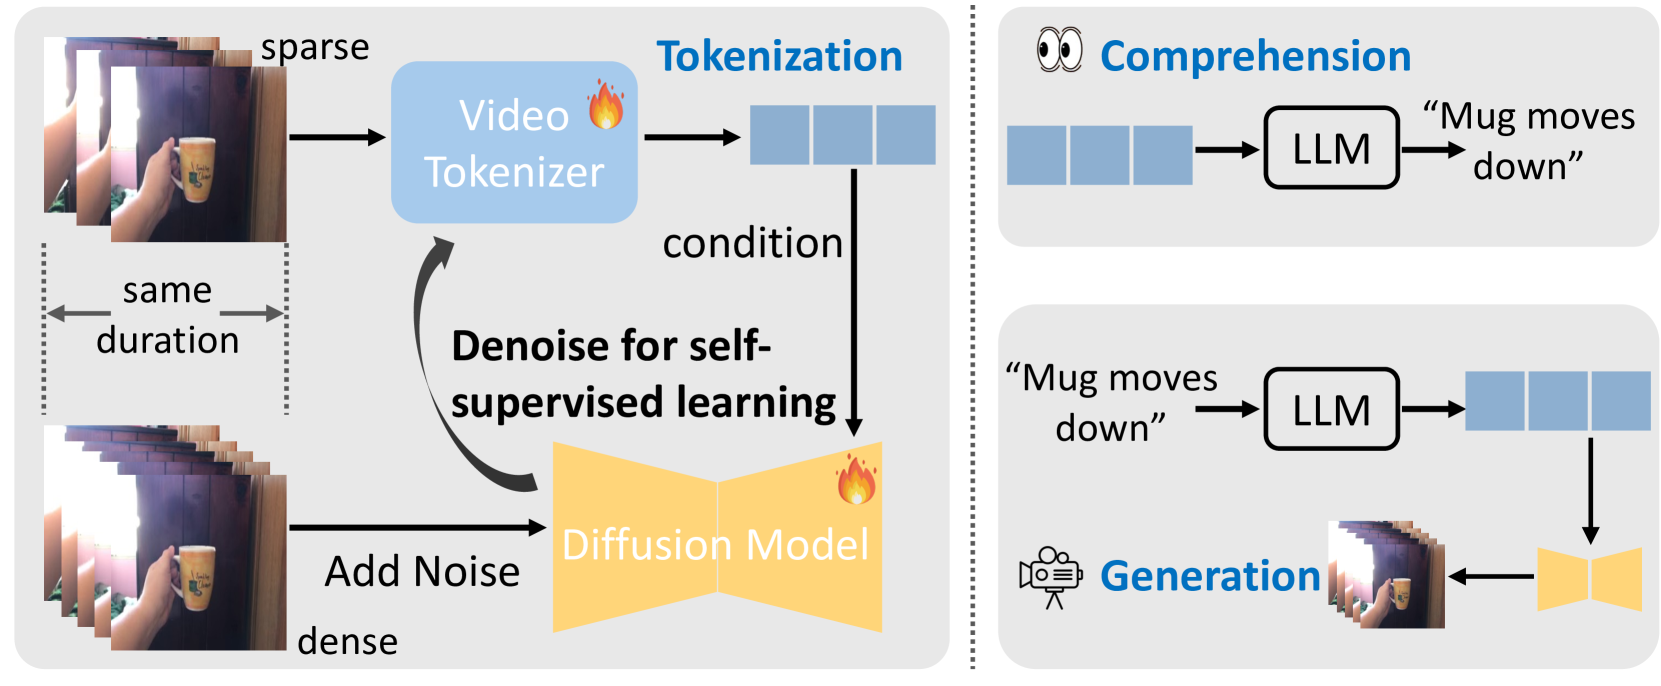 sparse
Video
Tokenizer
Tokenization
condition
same
duration
Denoise for self-
supervised learning
Diffusion Model
Add Noise
dense
Comprehension
LLM
“Mug moves
down”
“Mug moves
down”
LLM
Generation